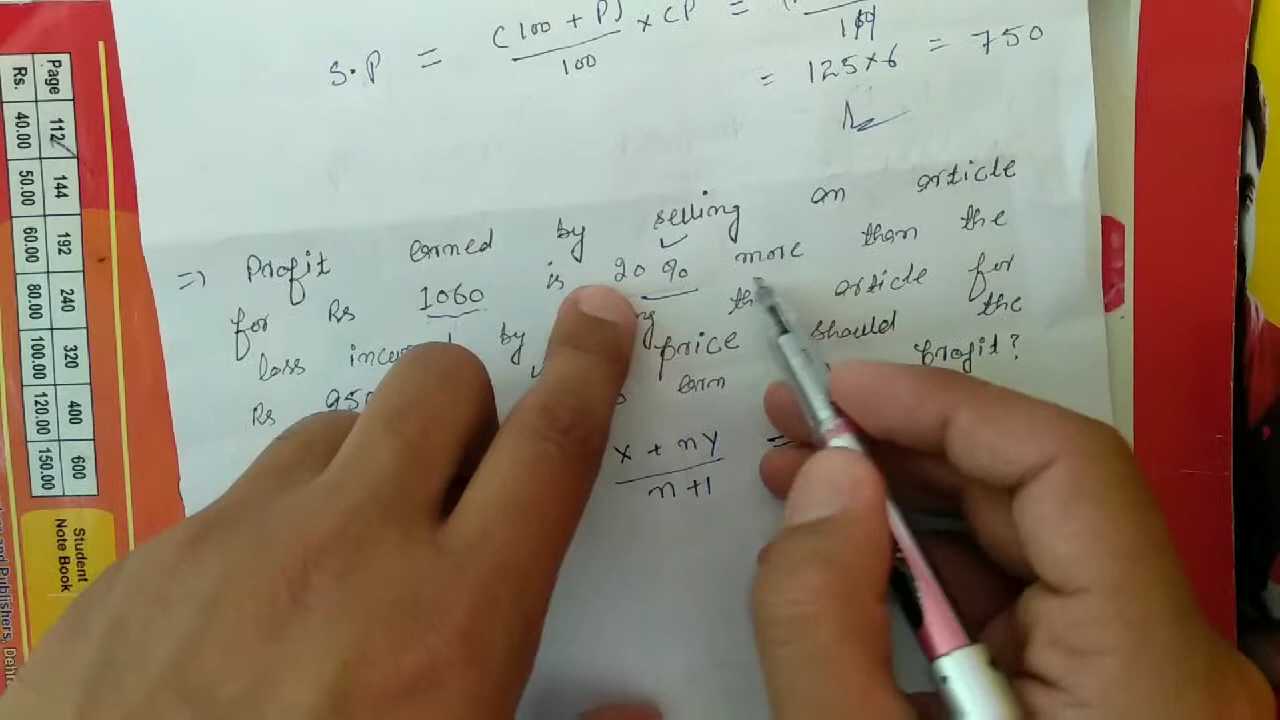 S.P = (100 + P) / 100 × CP =
= 125×6 = 750
=) Profit earned by selling an article
for Rs 1060 is 20 % more than the
loss by the article for
Rs price should the
earn profit?
x + ny / n+1 =
Page 112 144 192 240 320 400 600
Rs. 40.00 50.00 60.00 80.00 100.00 120.00 150.00
Student
Note Book
Publishers,